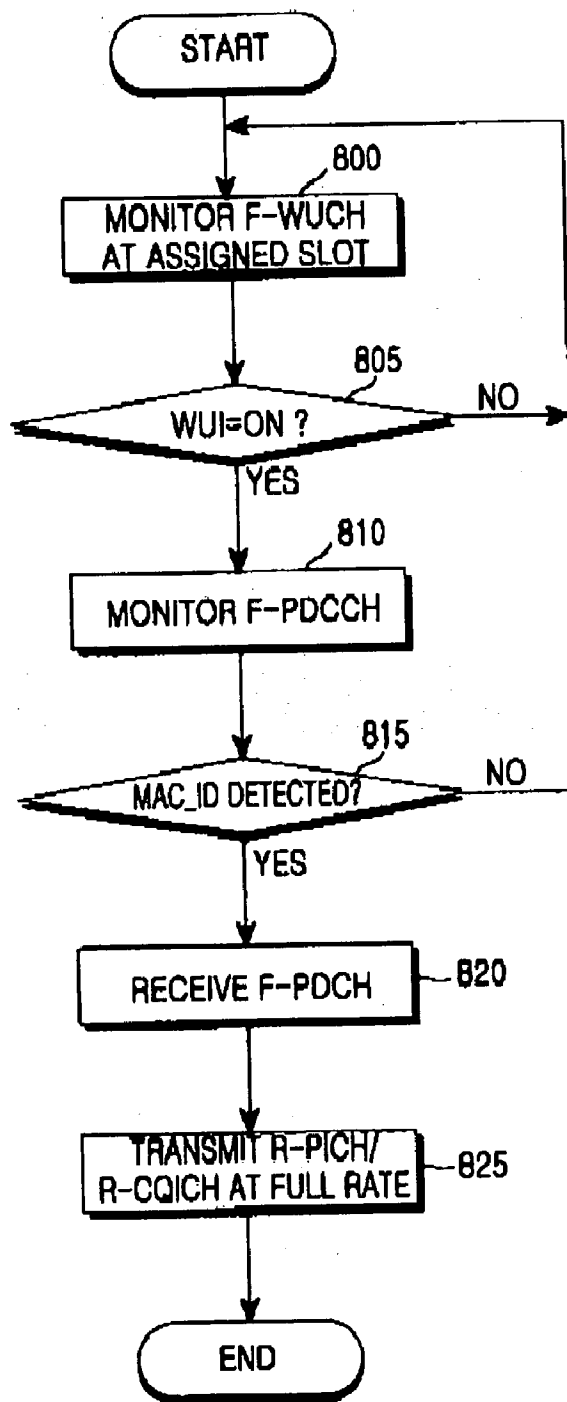 START
800
MONITOR F-WUCH
AT ASSIGNED SLOT
805
WUI=ON ?
NO
YES
810
MONITOR F-PDCCH
815
MAC_ID DETECTED?
NO
YES
RECEIVE F-PDCH
820
TRANSMIT R-PICH/
R-CQICH AT FULL RATE
825
END